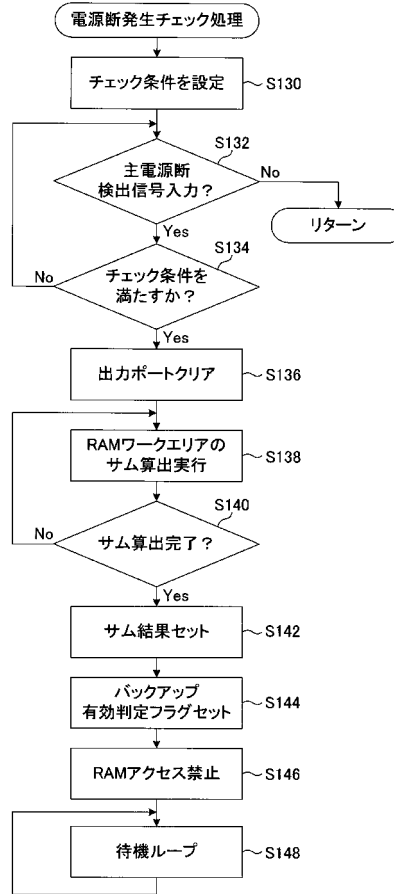 電源断発生チェック処理
チェック条件を設定
S130
S132
主電源断
検出信号入力？
No
リターン
Yes
S134
チェック条件を
満たすか？
No
Yes
出力ポートクリア
S136
RAMワークエリアの
サム算出実行
S138
S140
サム算出完了？
No
Yes
サム結果セット
S142
バックアップ
有効判定フラグセット
S144
RAMアクセス禁止
S146
待機ループ
S148